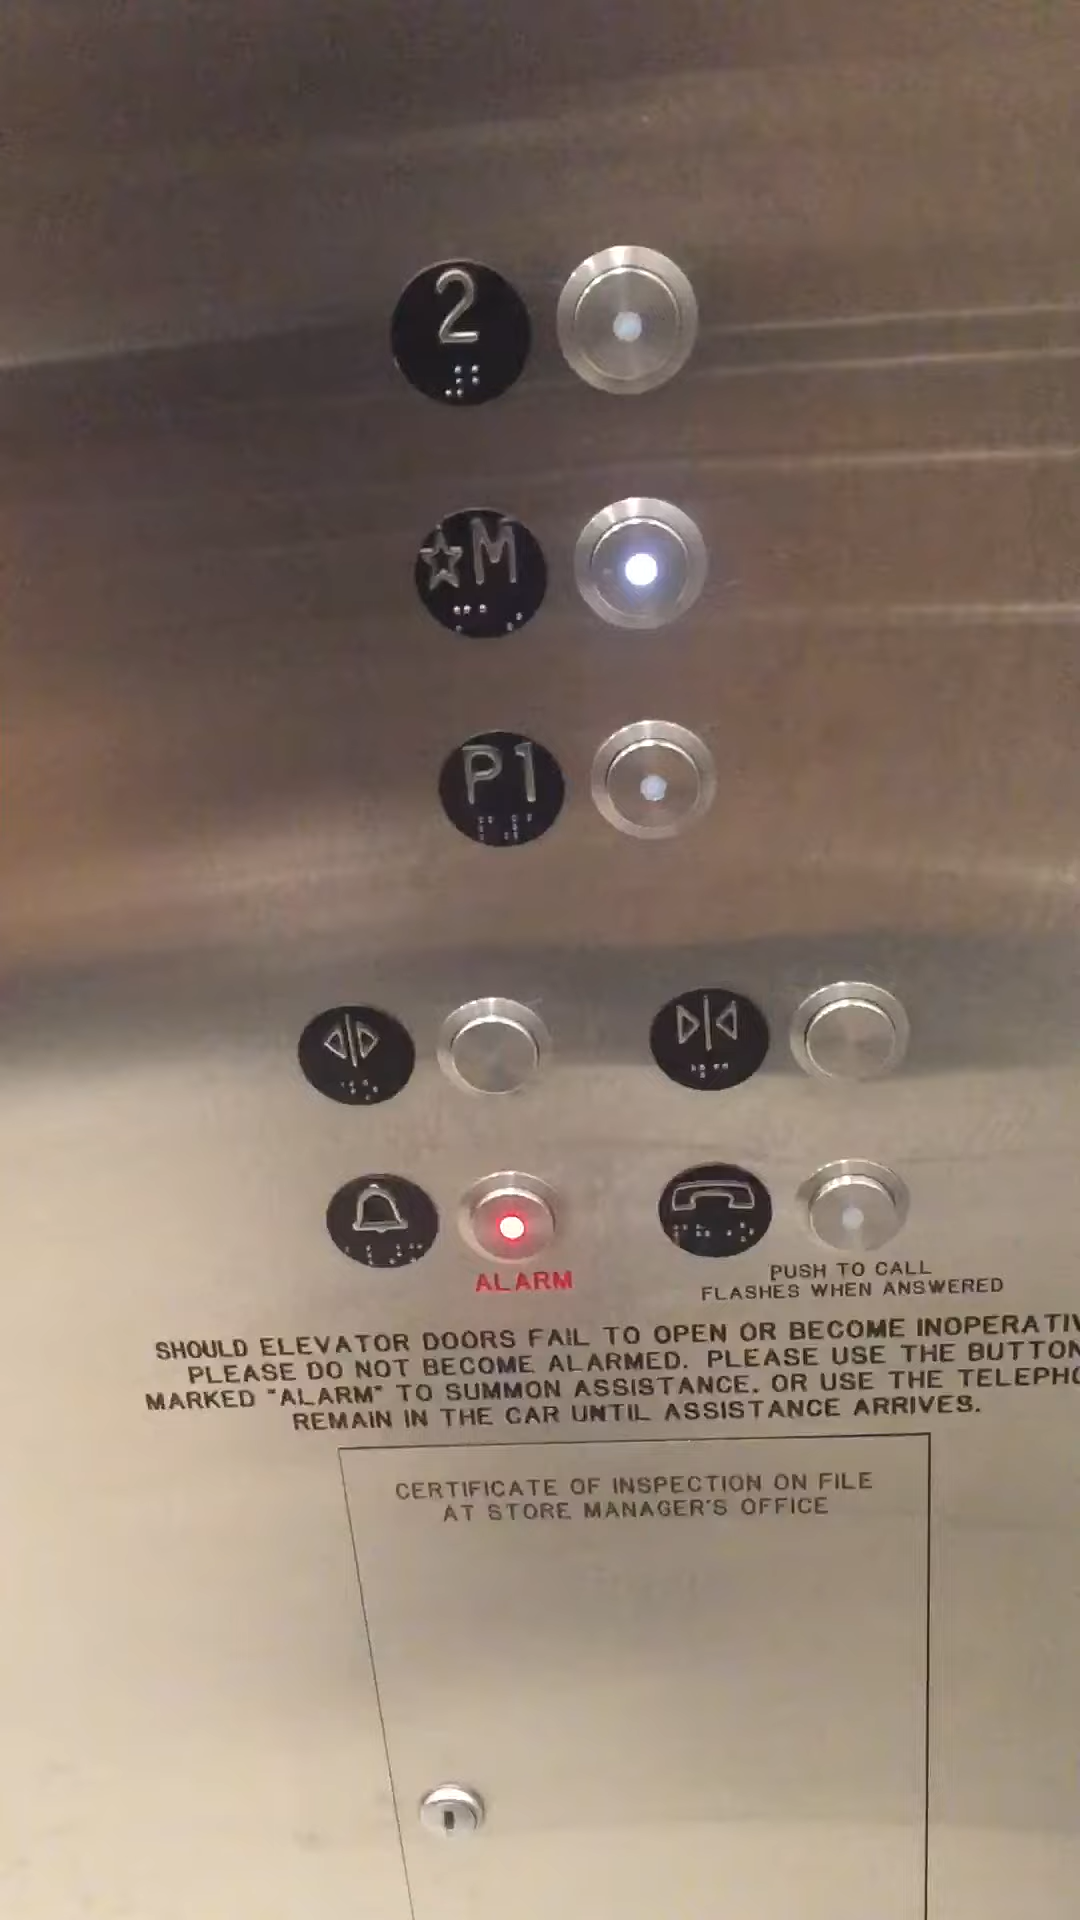 2
☆M
P1
ALARM
PUSH TO CALL
FLASHES WHEN ANSWERED
SHOULD ELEVATOR DOORS FAIL TO OPEN OR BECOME
PLEASE DO NOT BECOME ALARMED. PLEASE USE THE BUTTON
MARKED "ALARM" TO SUMMON ASSISTANCE. OR USE THE
REMAIN IN THE CAR UNTIL ASSISTANCE ARRIVES.
CERTIFICATE OF INSPECTION ON FILE
AT STORE MANAGER'S OFFICE